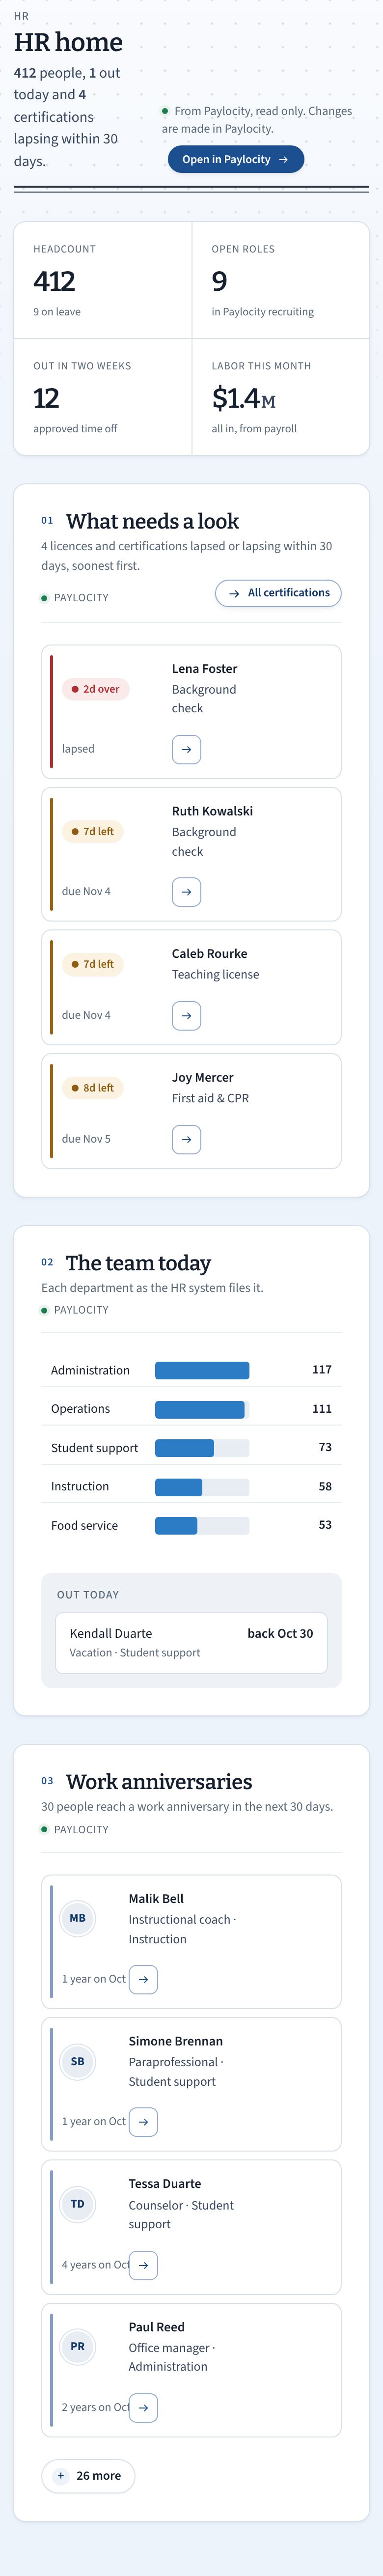 HR
HR home
412 people, 1 out
today and 4
certifications
lapsing within 30
days.
From Paylocity, read only. Changes
are made in Paylocity.
Open in Paylocity →
HEADCOUNT
412
9 on leave
OPEN ROLES
9
in Paylocity recruiting
OUT IN TWO WEEKS
12
approved time off
LABOR THIS MONTH
$1.4M
all in, from payroll
01 What needs a look
4 licences and certifications lapsed or lapsing within 30
days, soonest first.
PAYLOCITY
→ All certifications
2d over
Lena Foster
Background
check
lapsed
→
7d left
Ruth Kowalski
Background
check
due Nov 4
→
7d left
Caleb Rourke
Teaching license
due Nov 4
→
8d left
Joy Mercer
First aid & CPR
due Nov 5
→
02 The team today
Each department as the HR system files it.
PAYLOCITY
Administration 117
Operations 111
Student support 73
Instruction 58
Food service 53
OUT TODAY
Kendall Duarte back Oct 30
Vacation · Student support
03 Work anniversaries
30 people reach a work anniversary in the next 30 days.
PAYLOCITY
MB
Malik Bell
Instructional coach ·
Instruction
1 year on Oct
→
SB
Simone Brennan
Paraprofessional ·
Student support
1 year on Oct
→
TD
Tessa Duarte
Counselor · Student
support
4 years on Oct
→
PR
Paul Reed
Office manager ·
Administration
2 years on Oct
→
+ 26 more